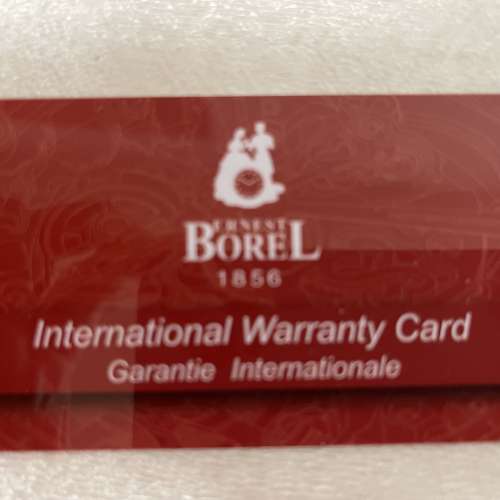 ERNEST
BOREL
1856
International Warranty Card
Garantie Internationale